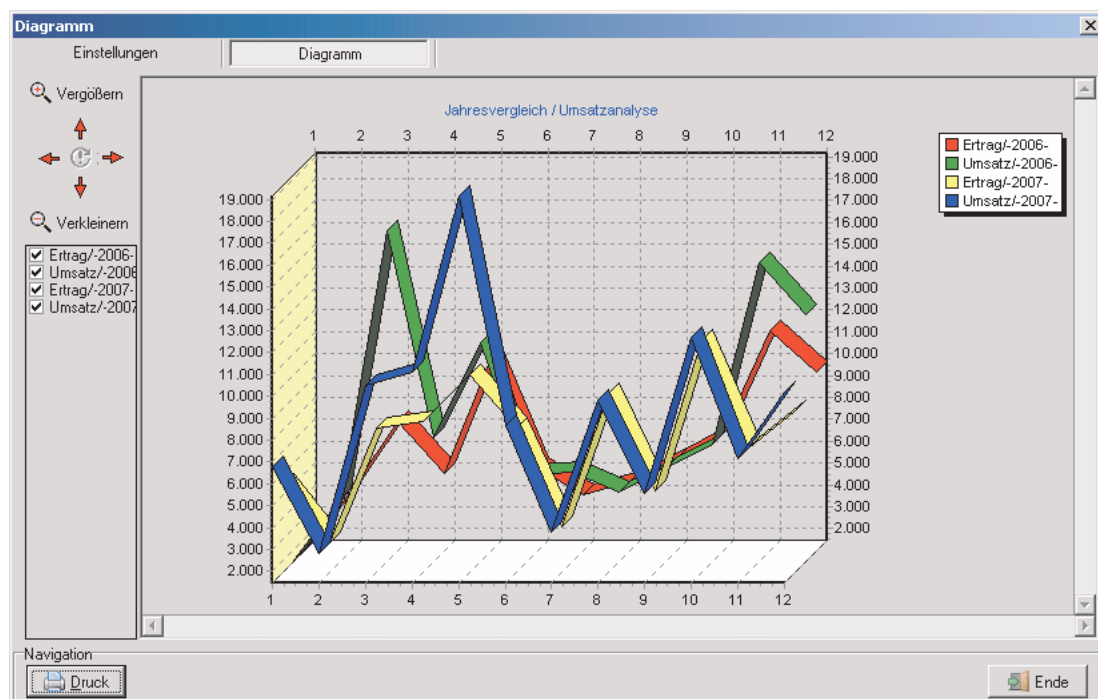 Diagramm
Einstellungen
Diagramm
Vergößern
Verkleinern
Ertrag/-2006-
Umsatz/-2006
Ertrag/-2007-
Umsatz/-2007
Jahresvergleich / Umsatzanalyse
1 2 3 4 5 6 7 8 9 10 11 12
19.000
18.000
17.000
16.000
15.000
14.000
13.000
12.000
11.000
10.000
9.000
8.000
7.000
6.000
5.000
4.000
3.000
2.000
19.000
18.000
17.000
16.000
15.000
14.000
13.000
12.000
11.000
10.000
9.000
8.000
7.000
6.000
5.000
4.000
3.000
2.000
1 2 3 4 5 6 7 8 9 10 11 12
Ertrag/-2006-
Umsatz/-2006-
Ertrag/-2007-
Umsatz/-2007-
Navigation
Druck
Ende